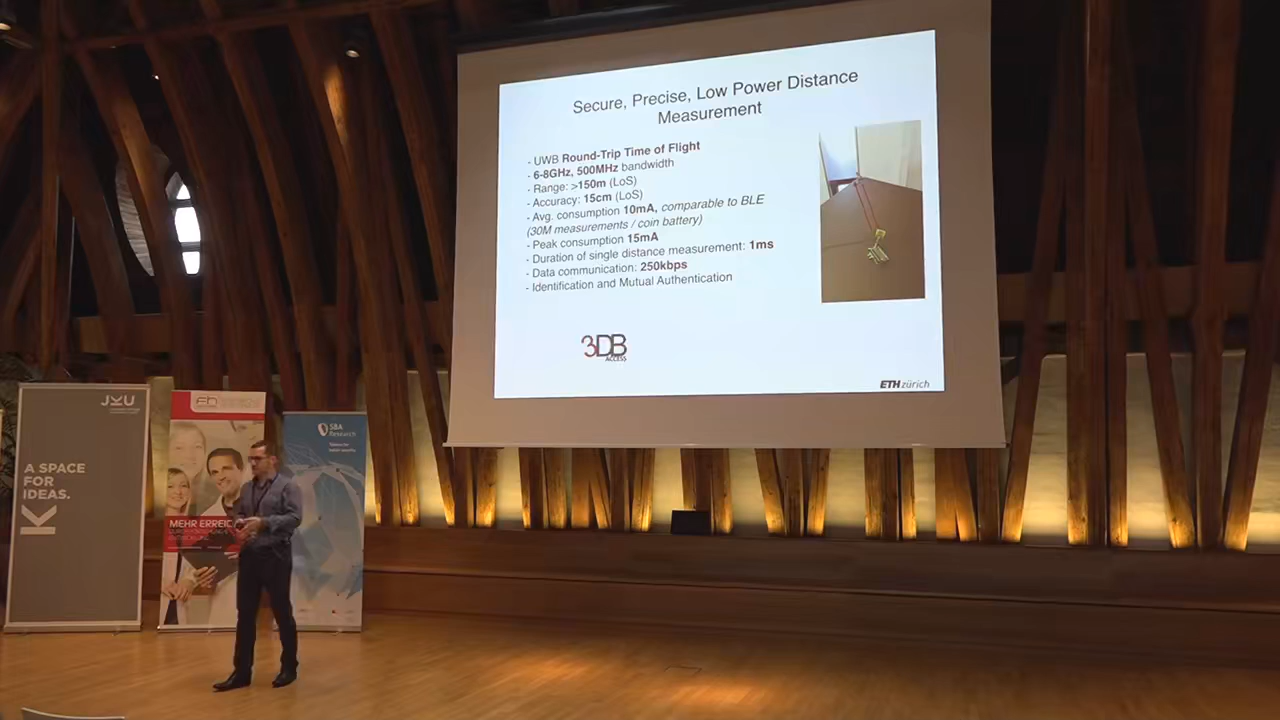 Secure, Precise, Low Power Distance
Measurement
- UWB Round-Trip Time of Flight
- 6-8GHz, 500MHz bandwidth
- Range: >150m (LoS)
- Accuracy: 15cm (LoS)
- Avg. consumption 10mA, comparable to BLE
(30M measurements / coin battery)
- Peak consumption 15mA
- Duration of single distance measurement: 1ms
- Data communication: 250kbps
- Identification and Mutual Authentication
3DB
ACCESS
ETH zürich
JKU
A SPACE
FOR
IDEAS.
fh
MEHR ERREIC
SBA
Research